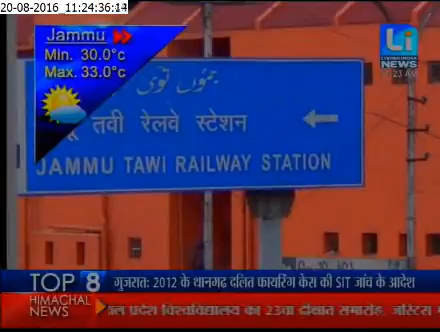 20-08-2016 11:24:36:14
Jammu
Min. 30.0°c
Max. 33.0°c
Li
NEWS
جموں توی
तवी रेलवे स्टेशन
JAMMU TAWI RAILWAY STATION
TOP 8
गुजरात: 2012 के थानगढ दलित फायरिंग केस की SIT जांच के आदेश
HIMACHAL
NEWS
प्रदेश विश्वविद्यालय का 23वा दीक्षांत समारोह, जस्टिस